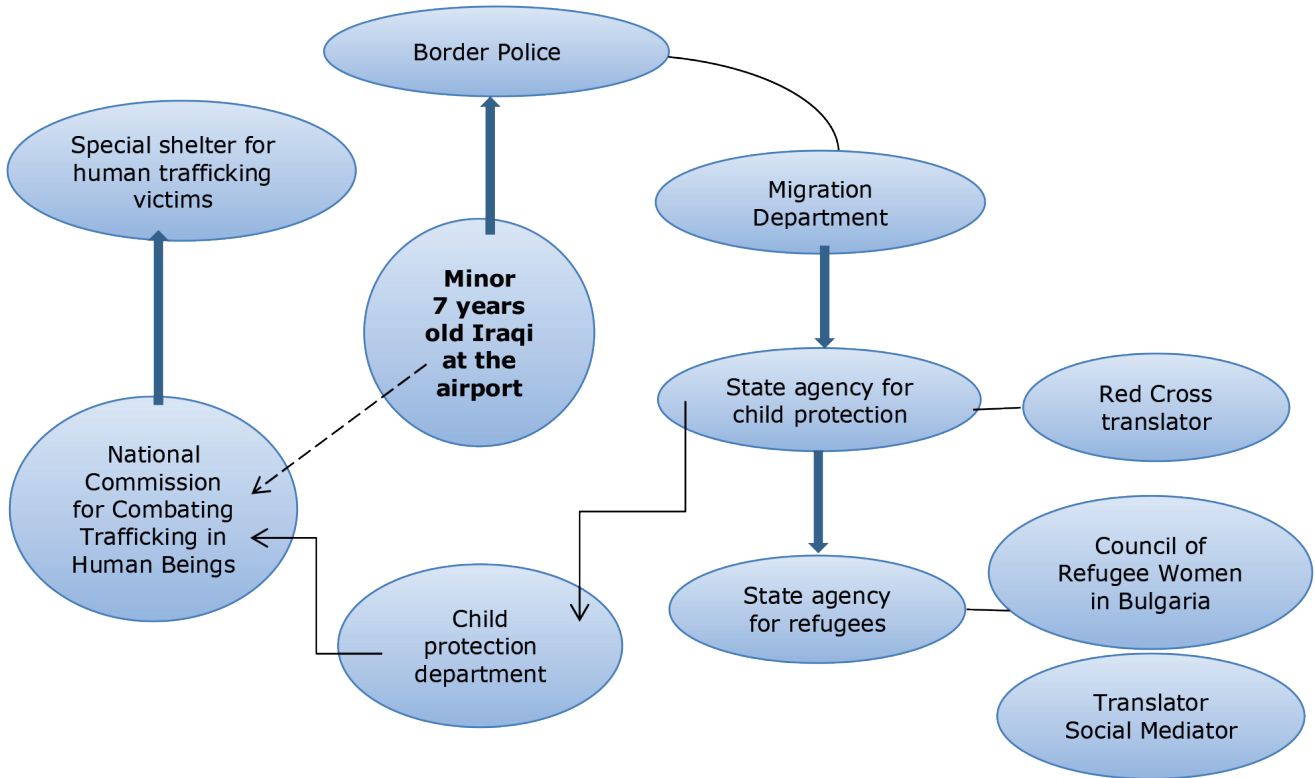 Border Police
Special shelter for
human trafficking
victims
Migration
Department
Minor
7 years
old Iraqi
at the
airport
State agency for
child protection
Red Cross
translator
National
Commission
for Combating
Trafficking in
Human Beings
Council of
Refugee Women
in Bulgaria
State agency
for refugees
Child
protection
department
Translator
Social Mediator